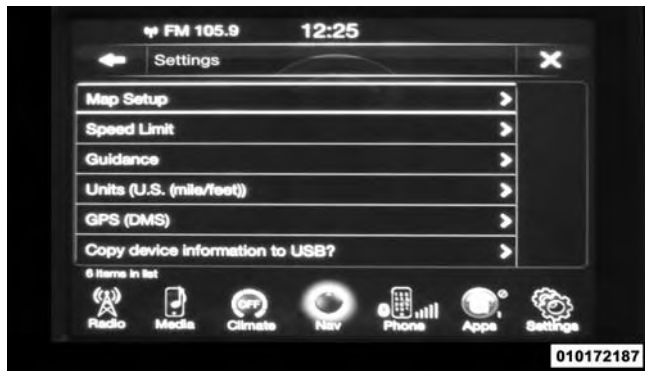 FM 105.9 12:25
Settings
Map Setup
Speed Limit
Guidance
Units (U.S. (mile/feet))
GPS (DMS)
Copy device information to USB?
6 items in list
OFF
Radio Media Climate Nav Phone Apps Settings
010172187